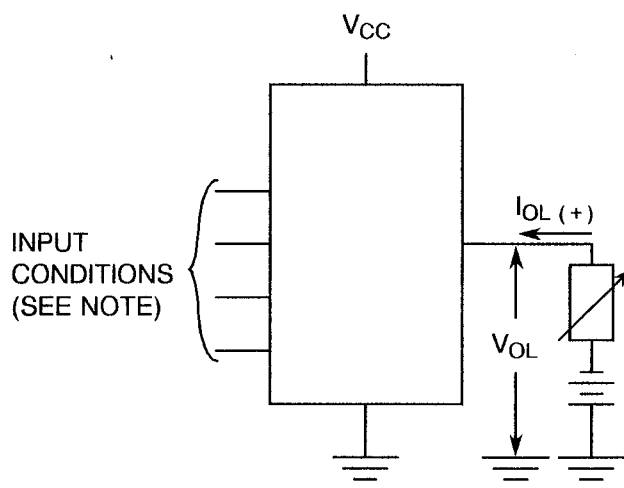 VCC
INPUT
CONDITIONS
(SEE NOTE)
IOL (+)
VOL